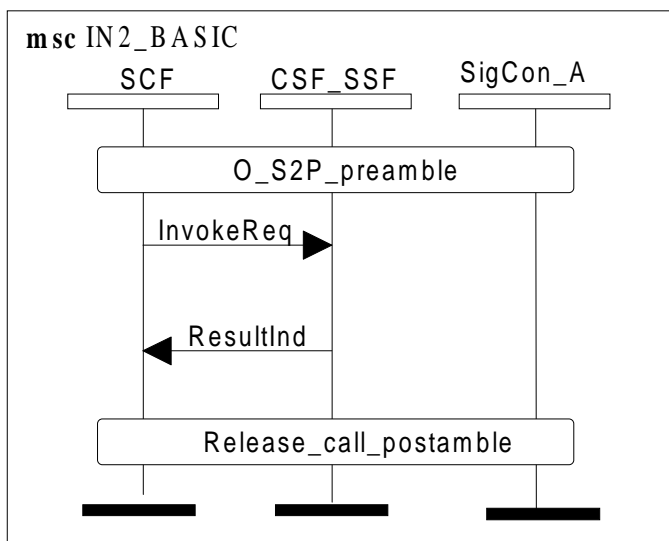 msc IN2_BASIC
SCF CSF_SSF SigCon_A
O_S2P_preamble
InvokeReq
ResultInd
Release_call_postamble